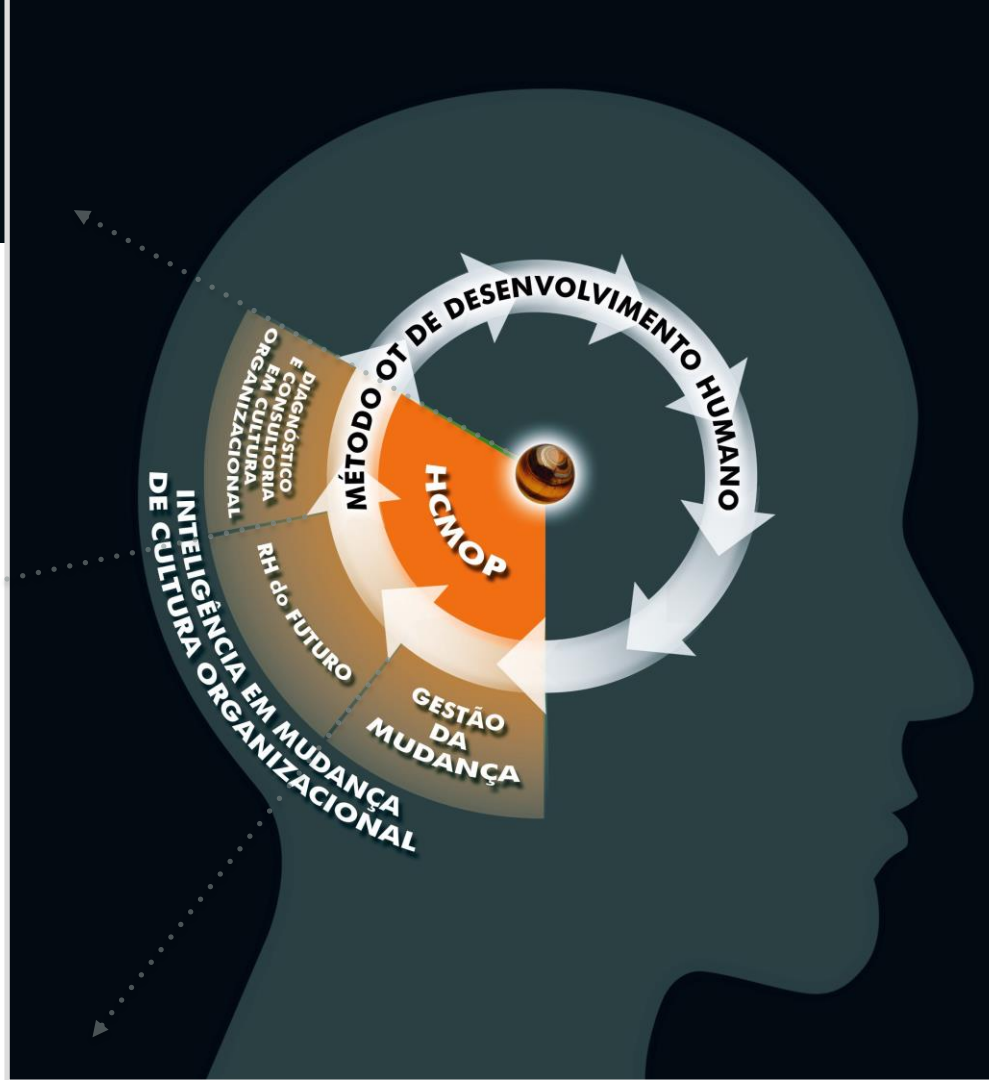 MÉTODO OT DE DESENVOLVIMENTO HUMANO
HCMOP
DIAGNÓSTICO
E CONSULTORIA
EM CULTURA
ORGANIZACIONAL
RH do FUTURO
GESTÃO
DA
MUDANÇA
INTELIGÊNCIA EM MUDANÇA
DE CULTURA ORGANIZACIONAL